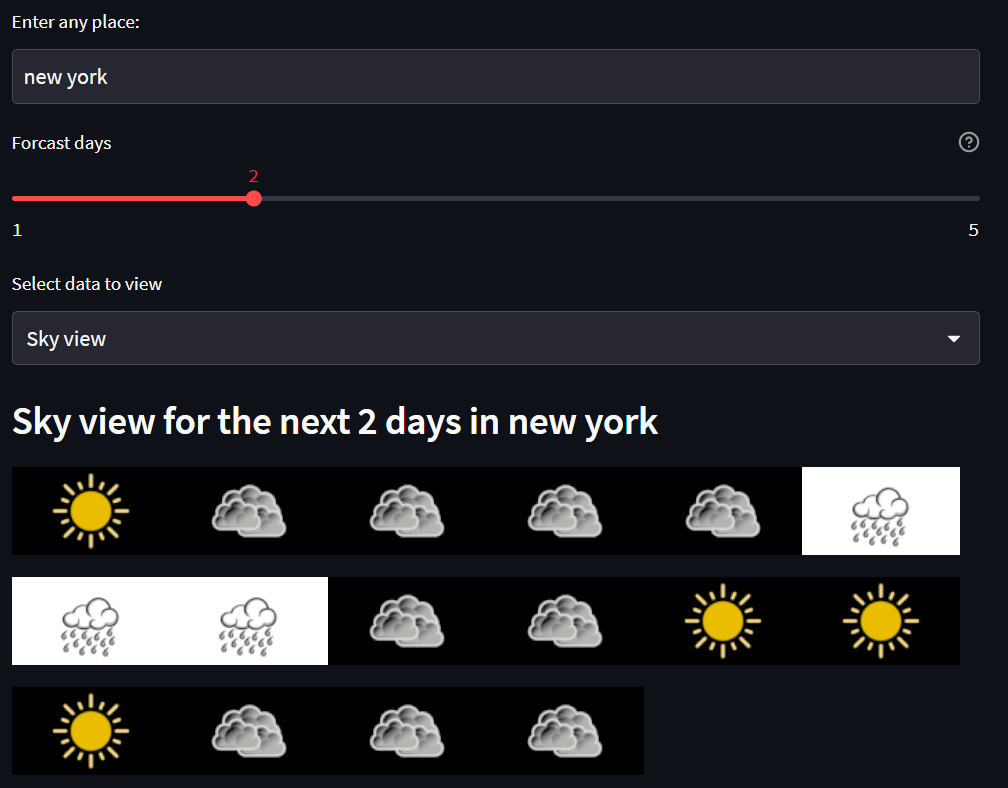 Enter any place:
new york
Forcast days
2
1 5
Select data to view
Sky view
Sky view for the next 2 days in new york